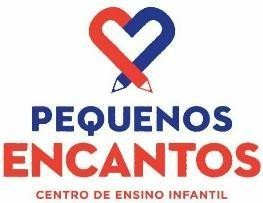 PEQUENOS
ENCANTOS
CENTRO DE ENSINO INFANTIL